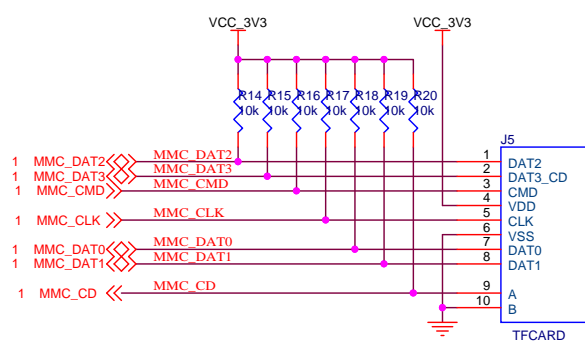 VCC_3V3 VCC_3V3
R14 R15 R16 R17 R18 R19 R20
10k 10k 10k 10k 10k 10k 10k
J5
1 MMC_DAT2 MMC_DAT2 1 DAT2
1 MMC_DAT3 MMC_DAT3 2 DAT3_CD
1 MMC_CMD MMC_CMD 3 CMD
4 VDD
1 MMC_CLK MMC_CLK 5 CLK
6 VSS
1 MMC_DAT0 MMC_DAT0 7 DAT0
1 MMC_DAT1 MMC_DAT1 8 DAT1
1 MMC_CD MMC_CD 9 A
10 B
TFCARD